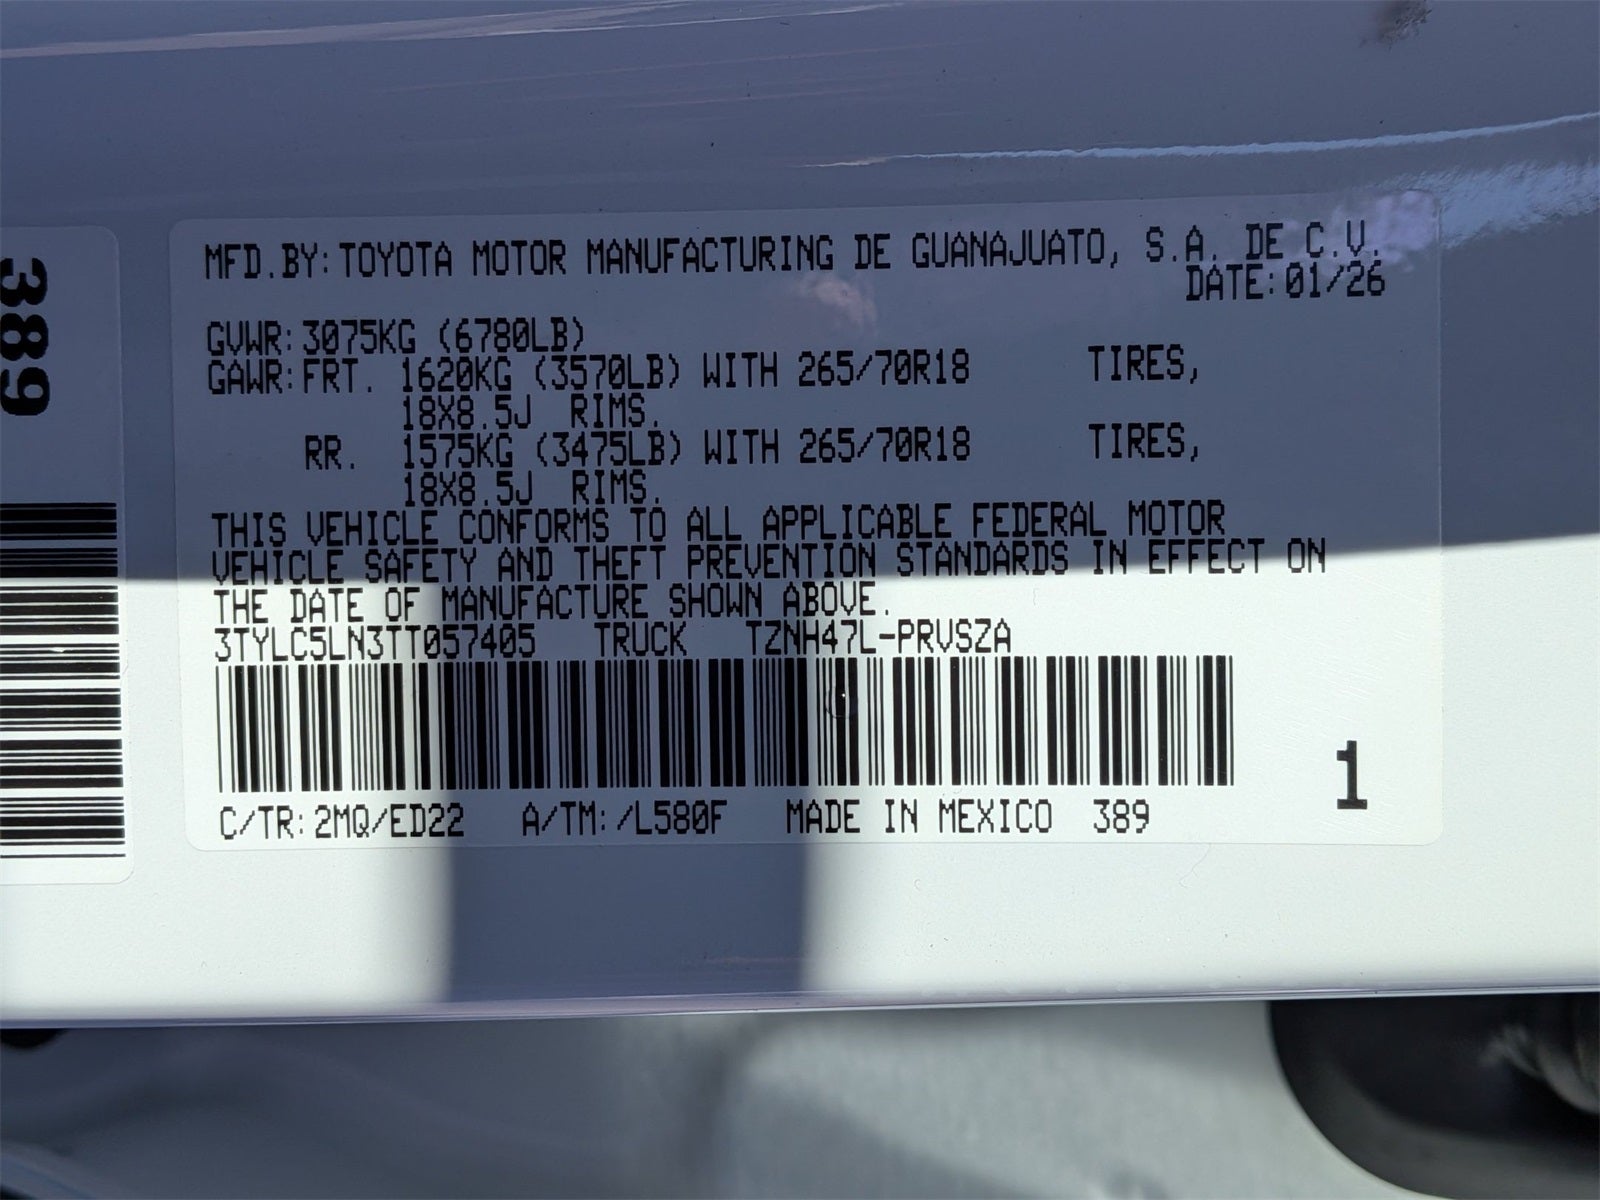 MFD.BY:TOYOTA MOTOR MANUFACTURING DE GUANAJUATO, S.A. DE C.V.
DATE:01/26
GVWR:3075KG (6780LB)
GAWR:FRT. 1620KG (3570LB) WITH 265/70R18 TIRES,
18X8.5J RIMS.
RR. 1575KG (3475LB) WITH 265/70R18 TIRES,
18X8.5J RIMS.
THIS VEHICLE CONFORMS TO ALL APPLICABLE FEDERAL MOTOR
VEHICLE SAFETY AND THEFT PREVENTION STANDARDS IN EFFECT ON
THE DATE OF MANUFACTURE SHOWN ABOVE.
3TYLC5LN3TT057405 TRUCK TZNH47L-PRVSZA
C/TR:2MQ/ED22 A/TM:/L580F MADE IN MEXICO 389
1
389